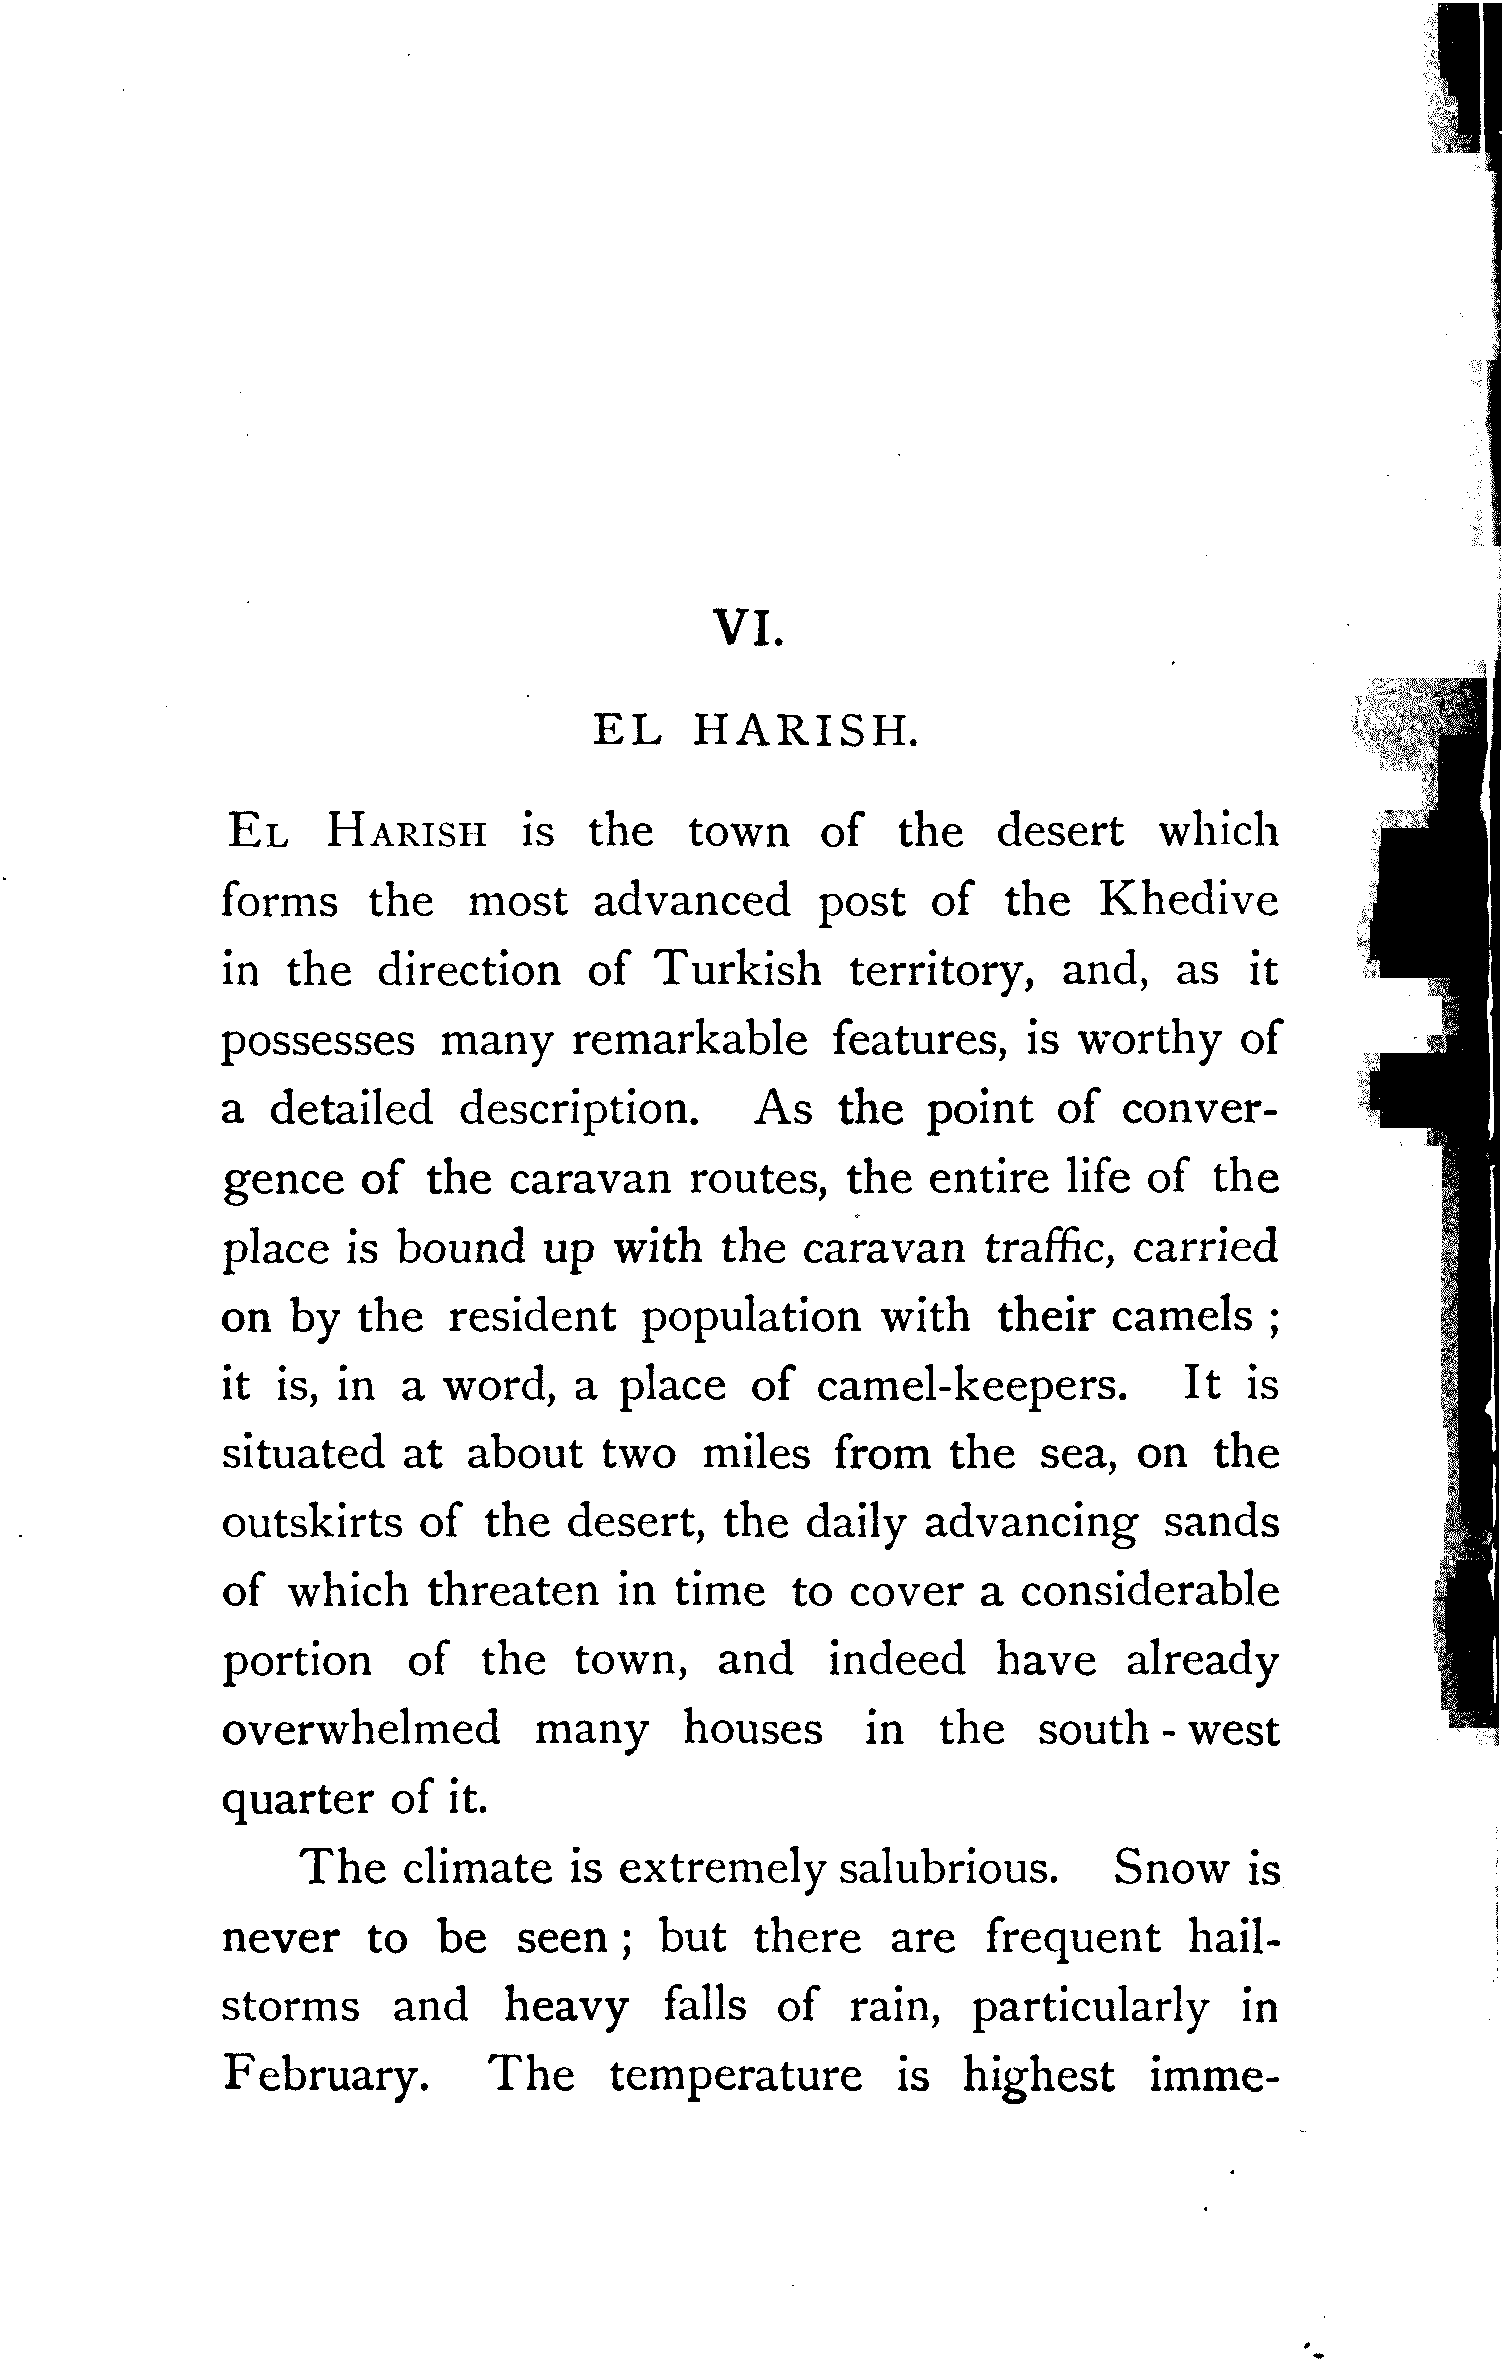 VI.
EL HARISH.
EL HARISH is the town of the desert which
forms the most advanced post of the Khedive
in the direction of Turkish territory, and, as it
possesses many remarkable features, is worthy of
a detailed description. As the point of conver-
gence of the caravan routes, the entire life of the
place is bound up with the caravan traffic, carried
on by the resident population with their camels ;
it is, in a word, a place of camel-keepers. It is
situated at about two miles from the sea, on the
outskirts of the desert, the daily advancing sands
of which threaten in time to cover a considerable
portion of the town, and indeed have already
overwhelmed many houses in the south - west
quarter of it.
The climate is extremely salubrious. Snow is
never to be seen ; but there are frequent hail-
storms and heavy falls of rain, particularly in
February. The temperature is highest imme-